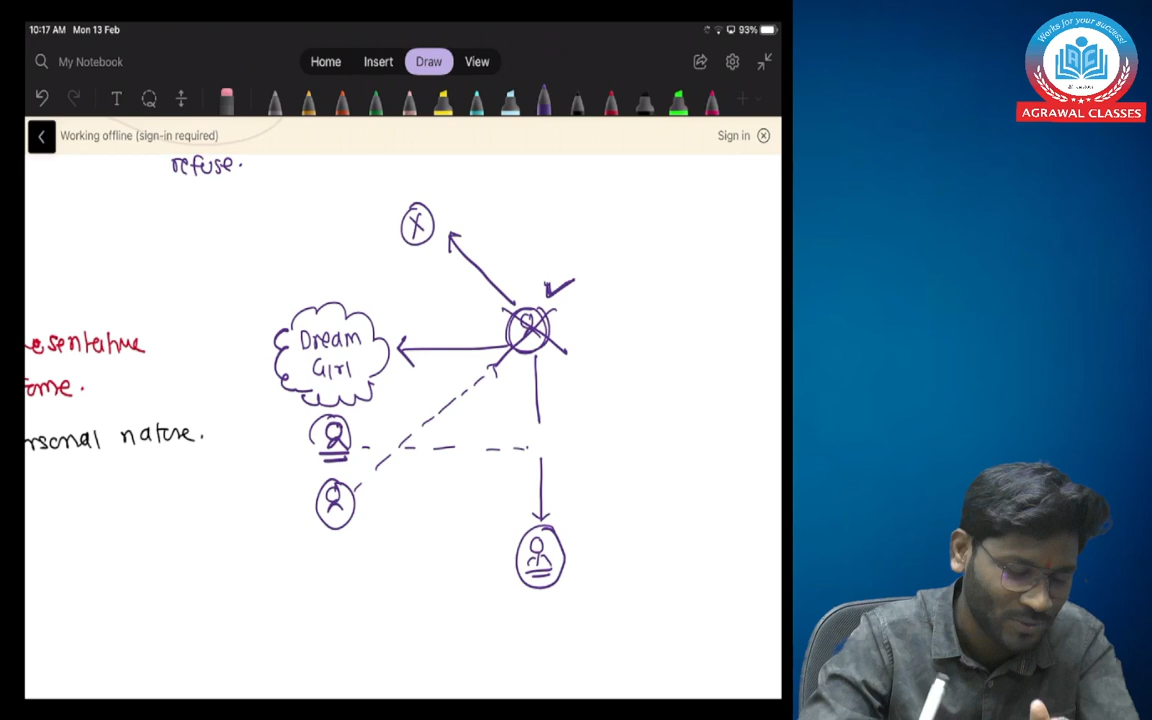 10:17 AM Mon 13 Feb
93%
My Notebook
Home Insert Draw View
Working offline (sign-in required)
Sign in
refuse.
X
Dream
Girl
esentative
ome.
rsonal nature.
Works for your success!
AC
AGRAWAL CLASSES